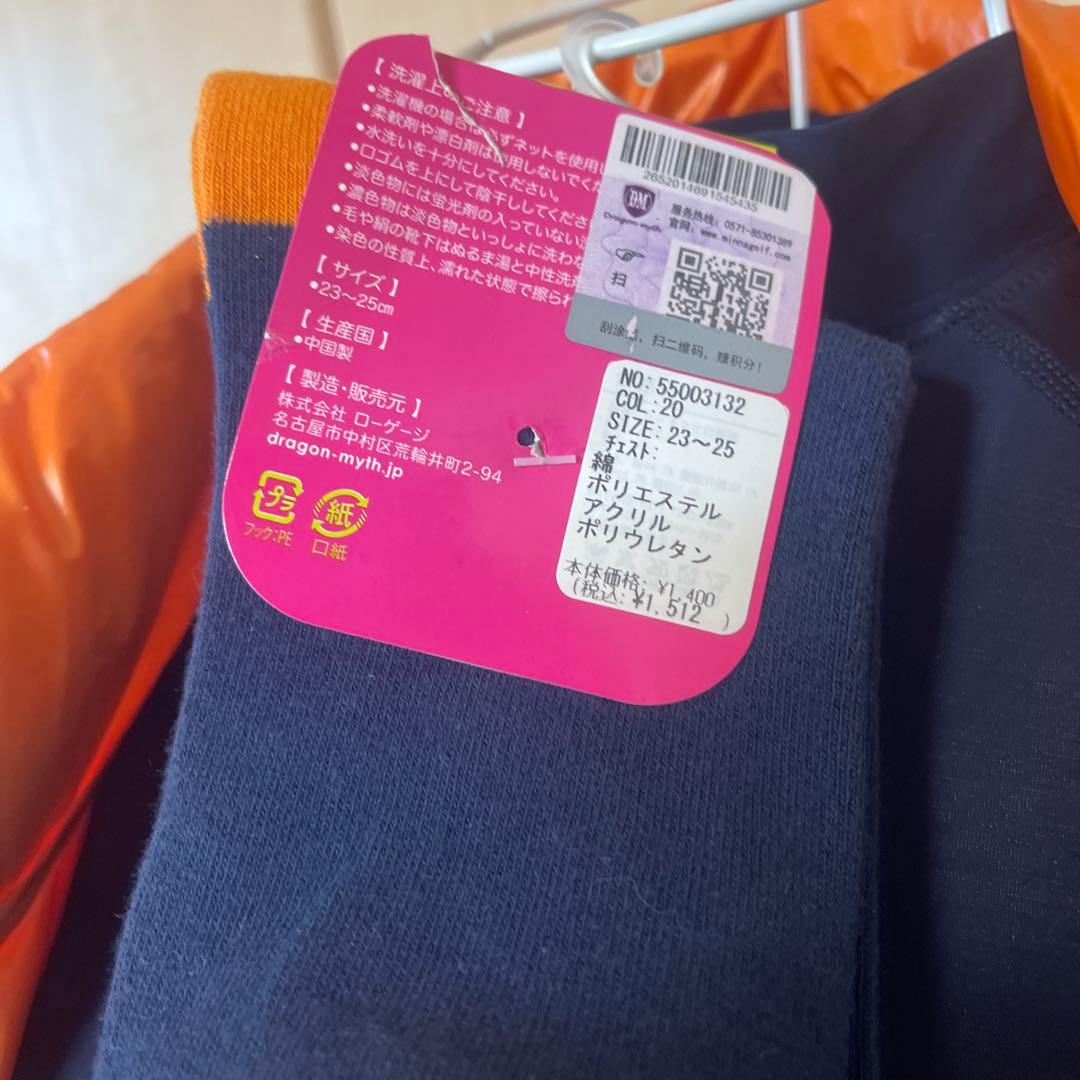 【 洗濯上のご注意 】
•洗濯機の場合は必ずネットを使用し
•柔軟剤や漂白剤は使用しないでくだ
•水洗いを十分にしてください。
•口ゴムを上にして陰干ししてくださ
•淡色物には蛍光剤の入っていない
•濃色物は淡色物といっしょに洗わな
•毛や絹の靴下はぬるま湯と中性洗
•染色の性質上、濡れた状態で擦られ
【 サイズ 】
•23〜25㎝
【 生産国 】
•中国製
【 製造・販売元 】
株式会社 ローゲージ
名古屋市中村区荒輪井町2-94
dragon-myth.jp
プラ
フック:PE
紙
口紙
2652014691545435
DM
Dragon-myth
服务热线: 0571-85301389
官网: www.minnagolf.com
扫
刮涂 , 扫二维码, 赚积分!
NO: 55003132
COL: 20
SIZE: 23〜25
ﾁｪｽﾄ:
綿
ポリエステル
アクリル
ポリウレタン
本体価格: ¥1,400
(税込: ¥1,512 )